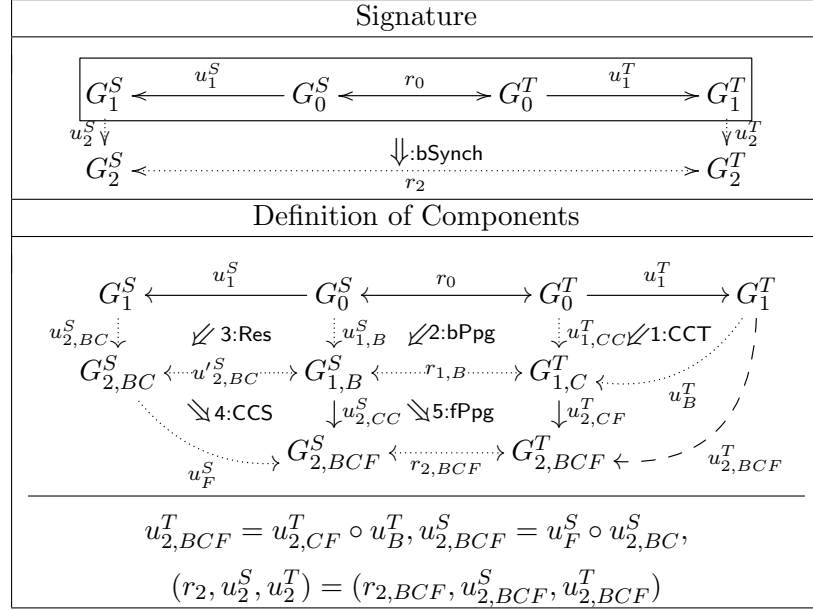 Signature
u_1^S r_0 u_1^T
G_1^S G_0^S G_0^T G_1^T
u_2^S ⇓:bSynch u_2^T
G_2^S r_2 G_2^T
Definition of Components
u_1^S r_0 u_1^T
G_1^S G_0^S G_0^T G_1^T
u_{2,BC}^S 3:Res u_{1,B}^S 2:bPpg u_{1,CC}^T 1:CCT
G_{2,BC}^S u'_{2,BC}^S G_{1,B}^S r_{1,B} G_{1,C}^T u_B^T
4:CCS u_{2,CC}^S 5:fPpg u_{2,CF}^T
u_F^S G_{2,BCF}^S r_{2,BCF} G_{2,BCF}^T u_{2,BCF}^T
u_{2,BCF}^T = u_{2,CF}^T ∘ u_B^T, u_{2,BCF}^S = u_F^S ∘ u_{2,BC}^S,
(r_2, u_2^S, u_2^T) = (r_{2,BCF}, u_{2,BCF}^S, u_{2,BCF}^T)